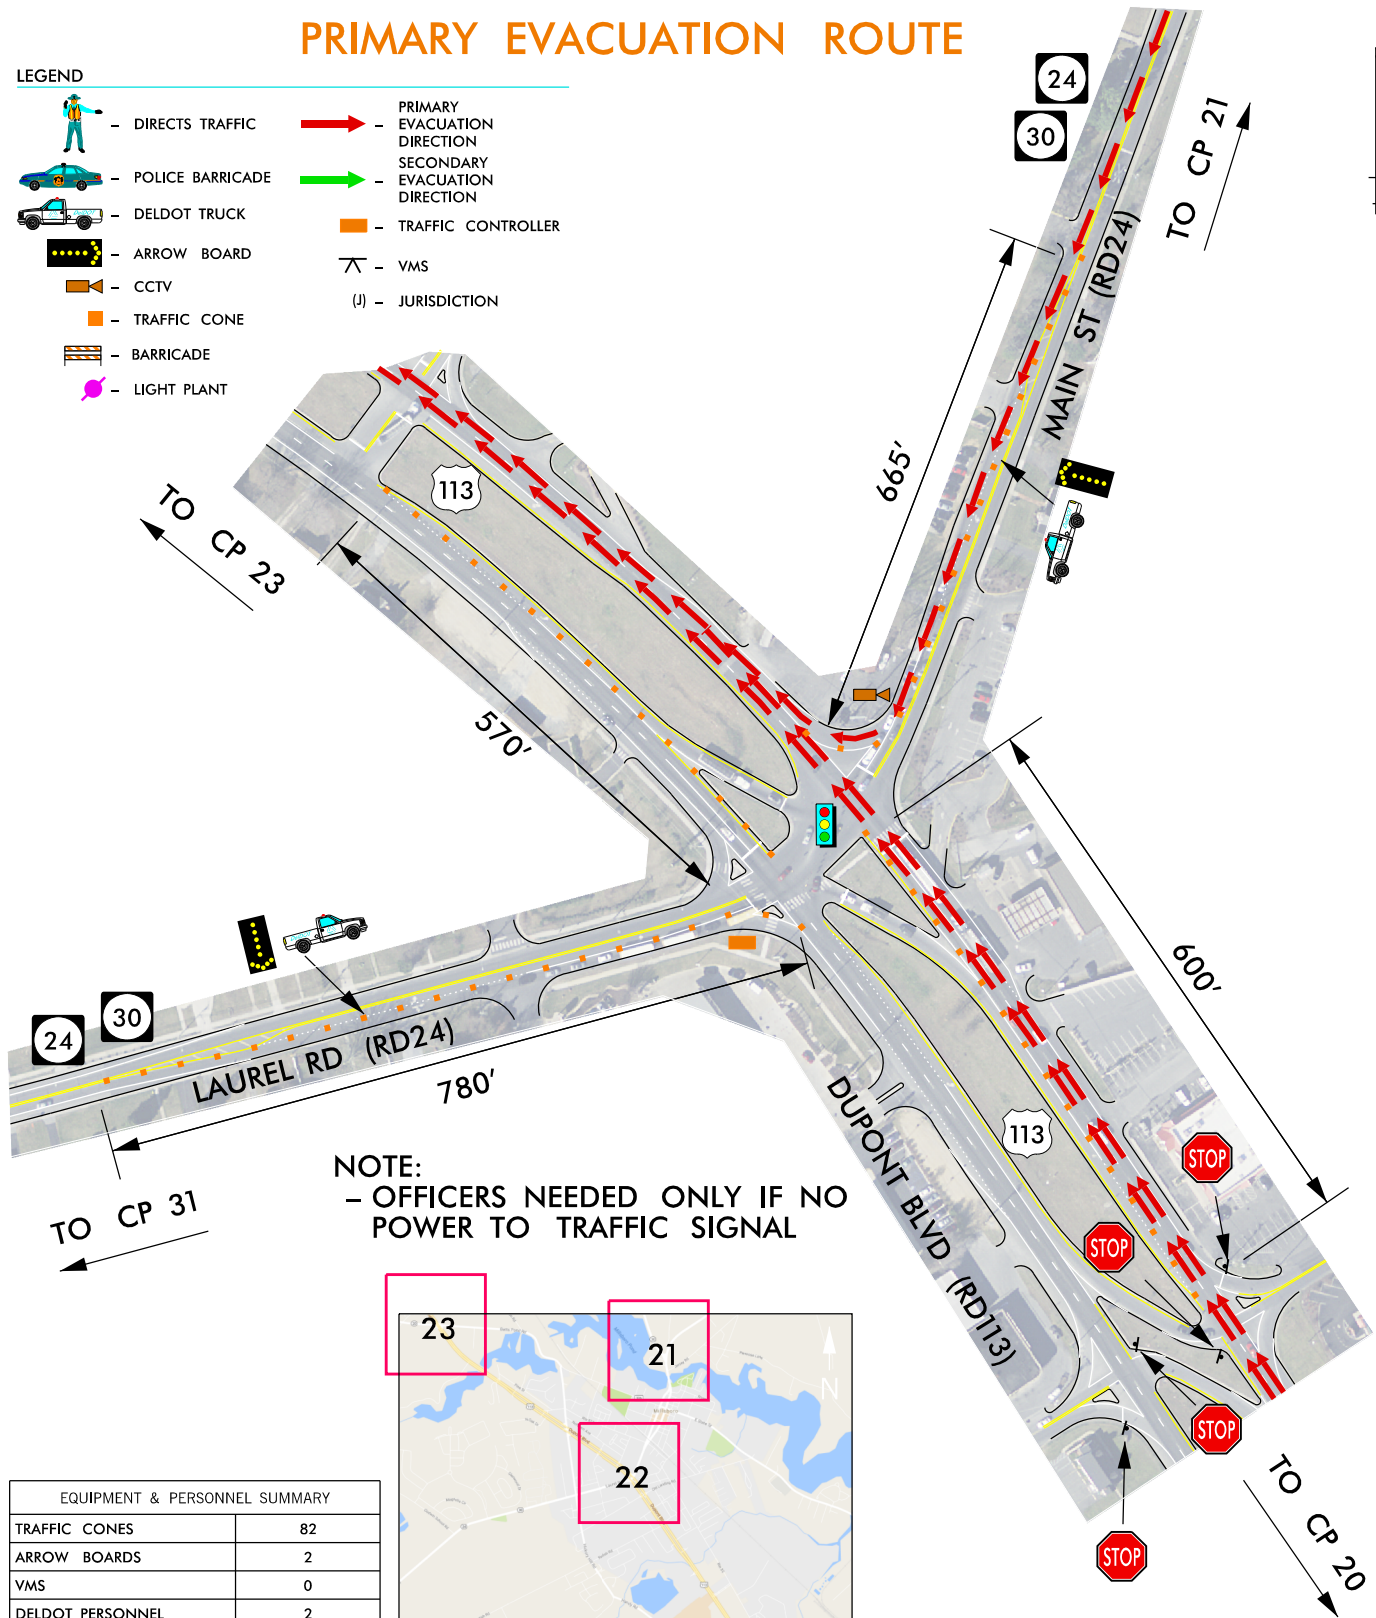 PRIMARY EVACUATION ROUTE
LEGEND
- DIRECTS TRAFFIC
- POLICE BARRICADE
- DELDOT TRUCK
- ARROW BOARD
- CCTV
- TRAFFIC CONE
- BARRICADE
- LIGHT PLANT
- PRIMARY
EVACUATION
DIRECTION
- SECONDARY
EVACUATION
DIRECTION
- TRAFFIC CONTROLLER
- VMS
(J) - JURISDICTION
24
30
TO CP 21
MAIN ST (RD24)
665'
113
TO CP 23
570'
600'
24
30
LAUREL RD (RD24)
780'
TO CP 31
113
DUPONT BLVD (RD113)
STOP
STOP
STOP
STOP
TO CP 20
NOTE:
- OFFICERS NEEDED ONLY IF NO
POWER TO TRAFFIC SIGNAL
23
21
22
N
EQUIPMENT & PERSONNEL SUMMARY
TRAFFIC CONES 82
ARROW BOARDS 2
VMS 0
DELDOT PERSONNEL 2